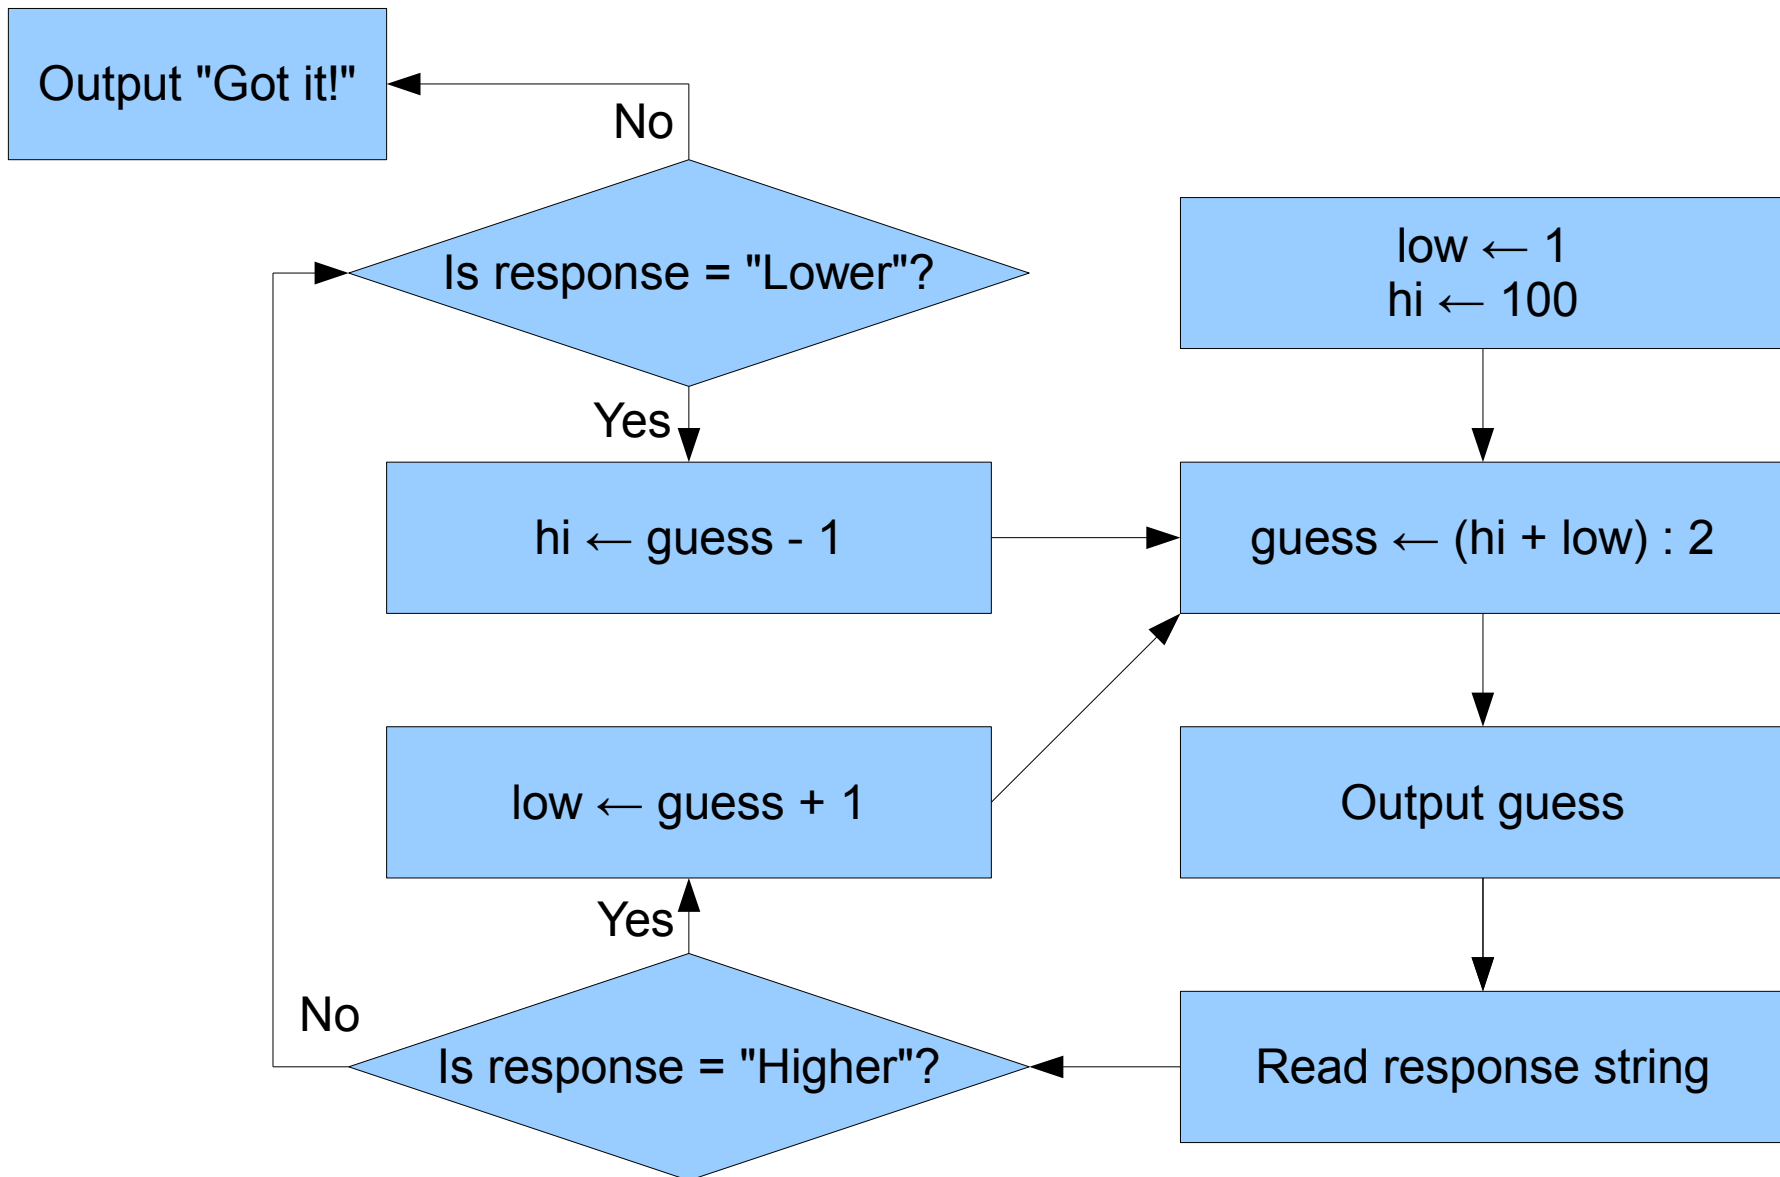 Output "Got it!"
No
Is response = "Lower"?
low ← 1
hi ← 100
Yes
hi ← guess - 1
guess ← (hi + low) : 2
low ← guess + 1
Output guess
Yes
No
Is response = "Higher"?
Read response string